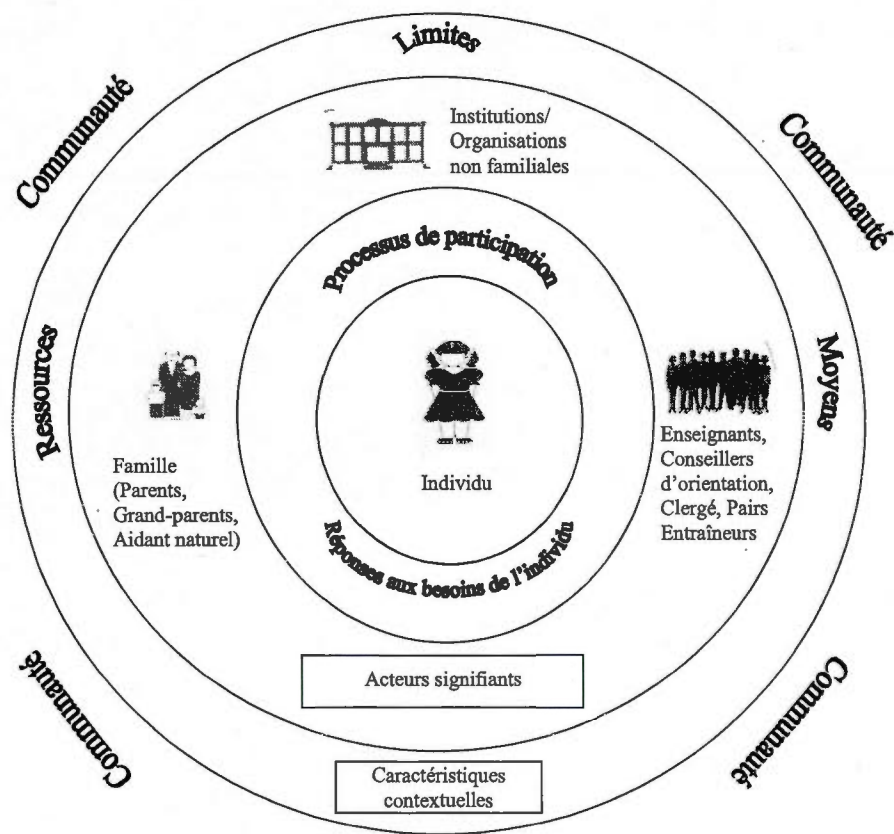 Limites
Communauté
Communauté
Institutions/
Organisations
non familiales
Processus de participation
Ressources
Moyens
Famille
(Parents,
Grand-parents,
Aidant naturel)
Individu
Enseignants,
Conseillers
d'orientation,
Clergé, Pairs
Entraîneurs
Réponses aux besoins de l'individu
Acteurs signifiants
Communauté
Communauté
Caractéristiques
contextuelles